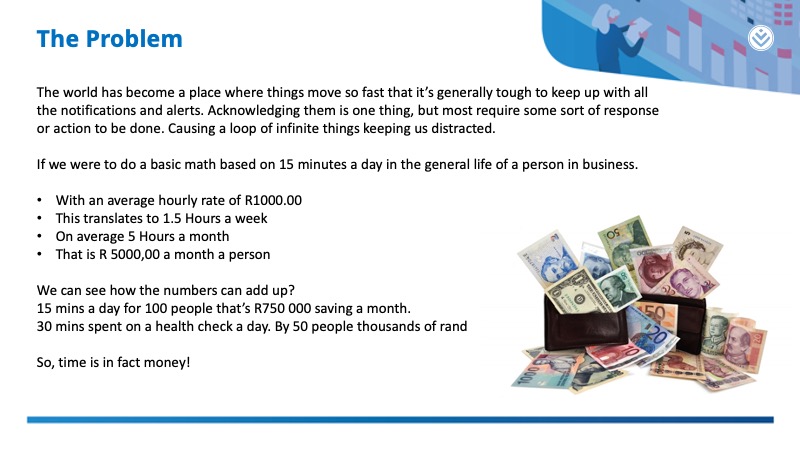 The Problem
The world has become a place where things move so fast that it's generally tough to keep up with all
the notifications and alerts. Acknowledging them is one thing, but most require some sort of response
or action to be done. Causing a loop of infinite things keeping us distracted.
If we were to do a basic math based on 15 minutes a day in the general life of a person in business.
• With an average hourly rate of R1000.00
• This translates to 1.5 Hours a week
• On average 5 Hours a month
• That is R 5000,00 a month a person
We can see how the numbers can add up?
15 mins a day for 100 people that's R750 000 saving a month.
30 mins spent on a health check a day. By 50 people thousands of rand
So, time is in fact money!
50
5
50
20
10
1000